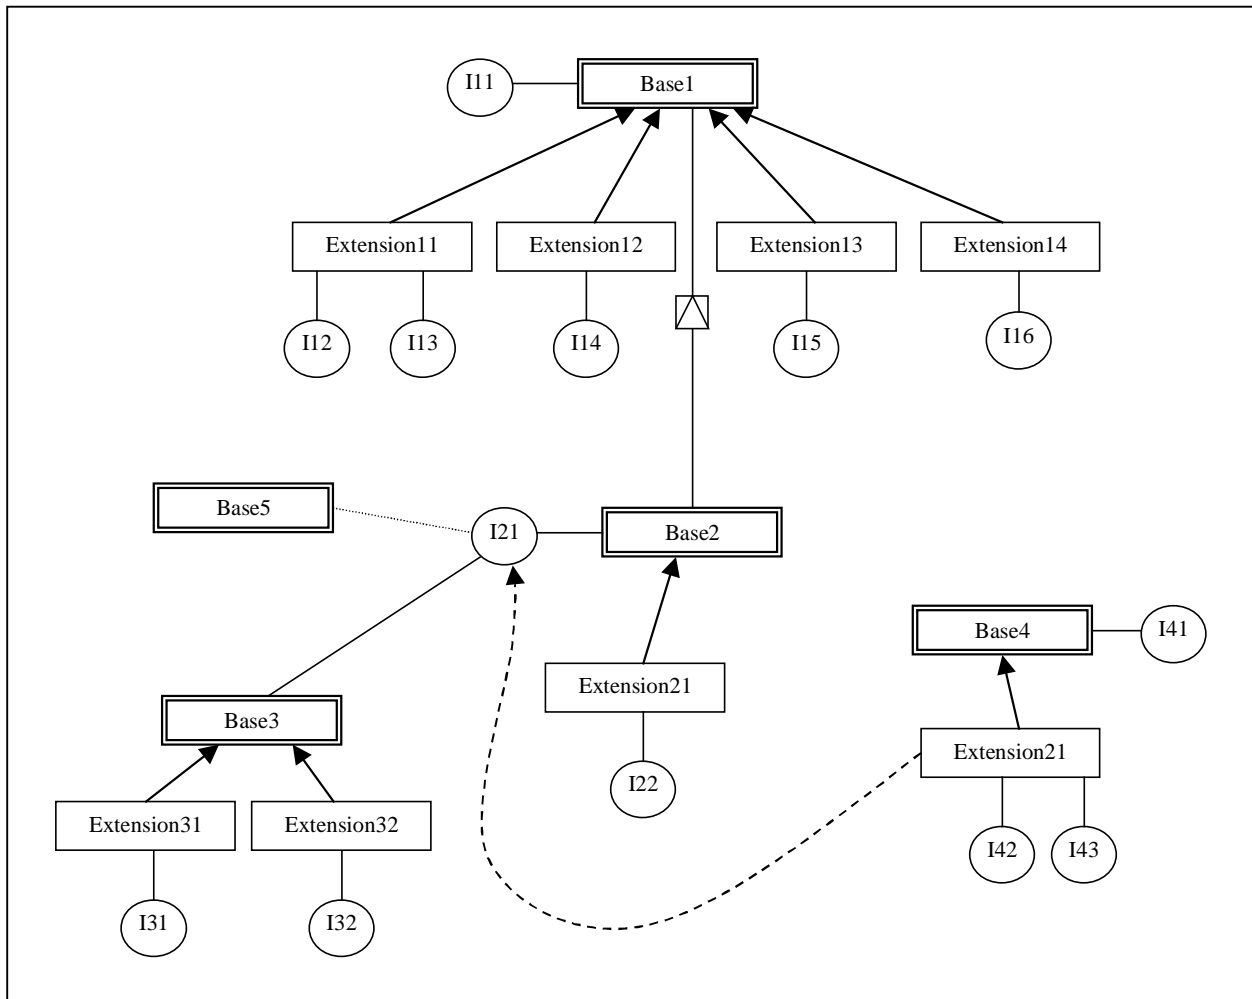 I11
Base1
Extension11
Extension12
Extension13
Extension14
I12
I13
I14
I15
I16
Base5
I21
Base2
Base4
I41
Extension21
Base3
Extension21
I22
Extension31
Extension32
I42
I43
I31
I32